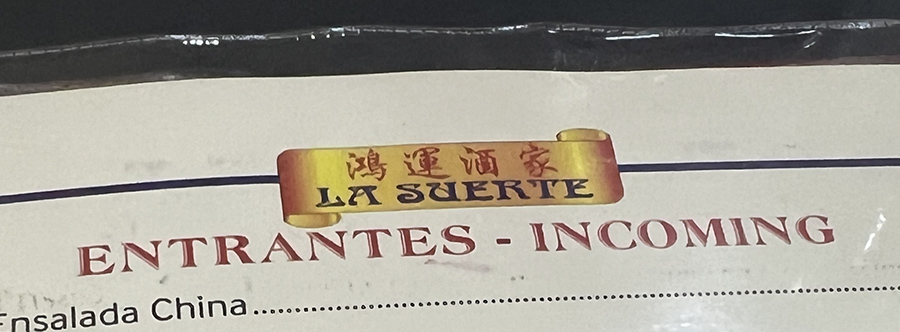 鴻運酒家
LA SUERTE
ENTRANTES - INCOMING
Ensalada China